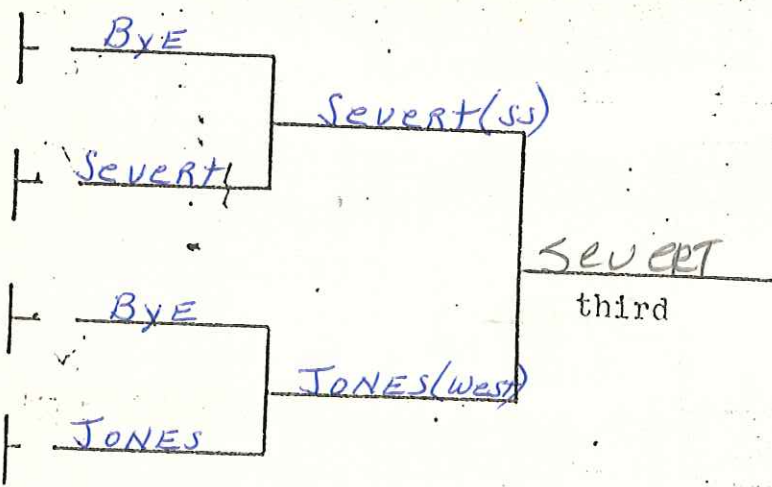 ByE
SeveRt(ss)
SeveRt(
SEVERT
third
ByE
JONES(West)
JONES